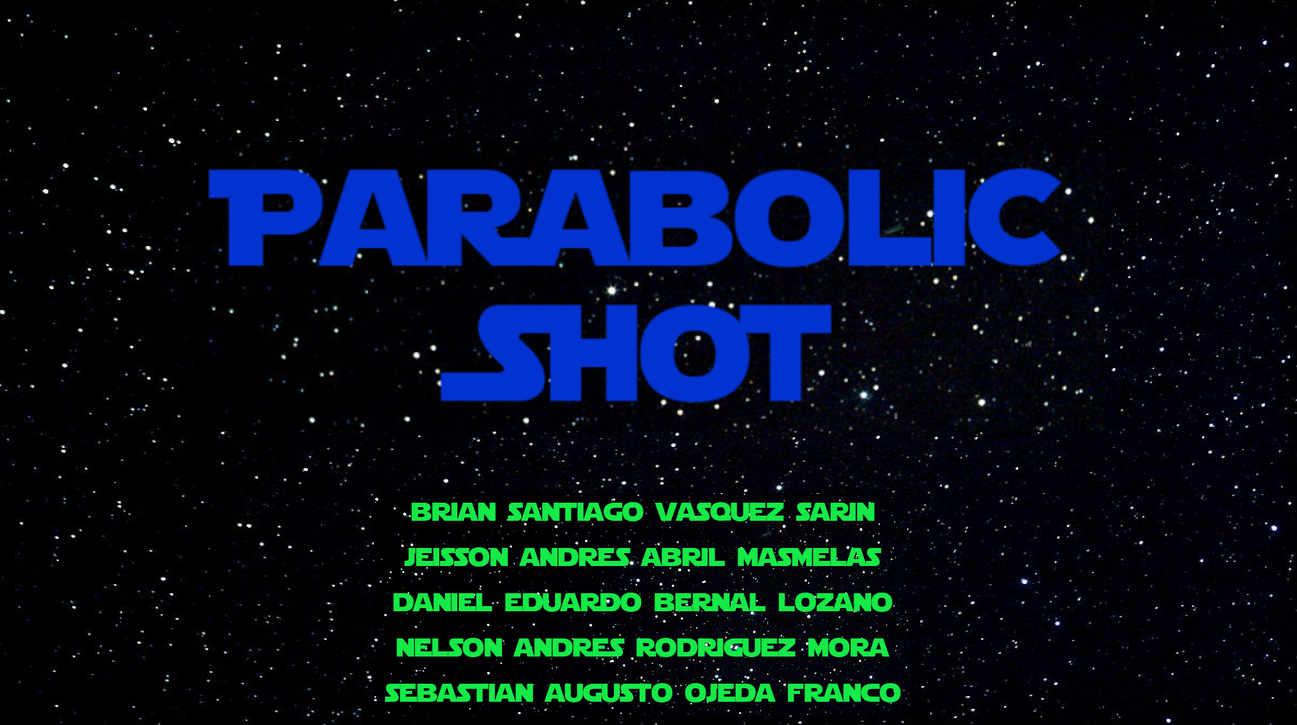 PARABOLIC
SHOT
BRIAN SANTIAGO VASQUEZ SARIN
JEISSON ANDRES ABRIL MASMELAS
DANIEL EDUARDO BERNAL LOZANO
NELSON ANDRES RODRIGUEZ MORA
SEBASTIAN AUGUSTO OJEDA FRANCO